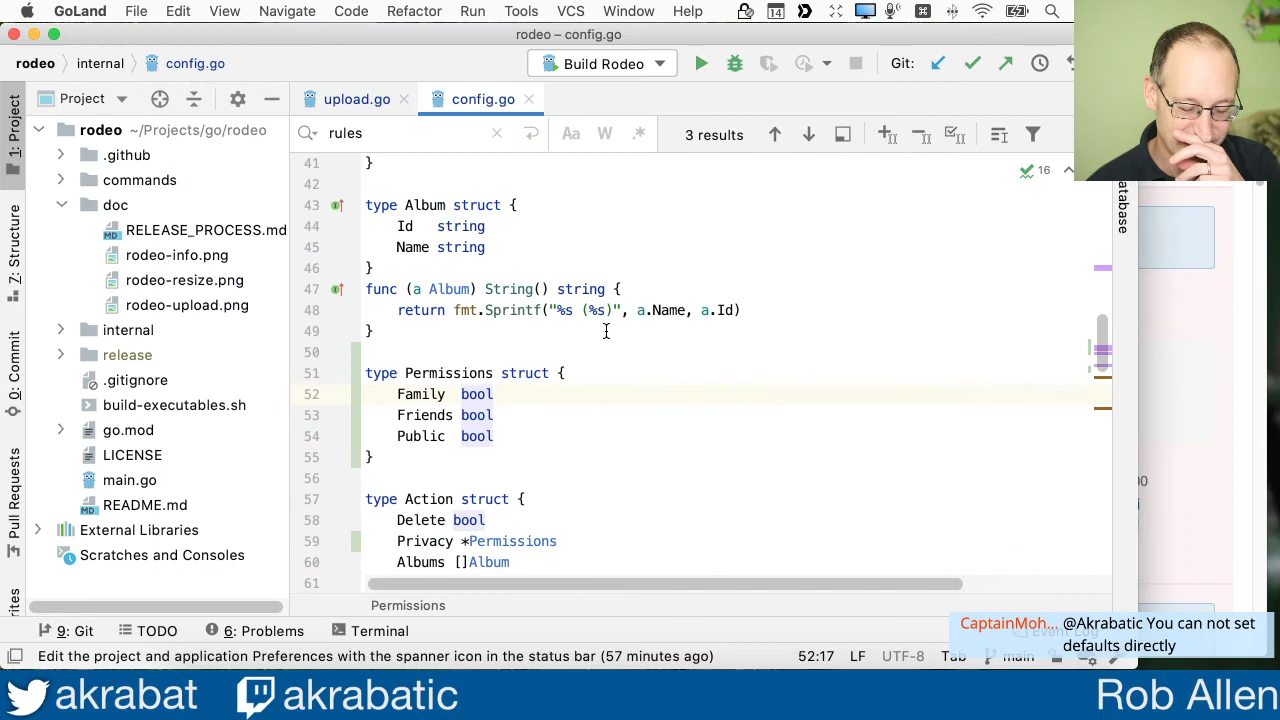 GoLand File Edit View Navigate Code Refactor Run Tools VCS Window Help 14
rodeo – config.go
rodeo internal config.go Build Rodeo Git:
Project upload.go config.go
rules Aa W .* 3 results
1: Project
7: Structure
0: Commit
Pull Requests
rodeo ~/Projects/go/rodeo
.github
commands
doc
RELEASE_PROCESS.md
rodeo-info.png
rodeo-resize.png
rodeo-upload.png
internal
release
.gitignore
build-executables.sh
go.mod
LICENSE
main.go
README.md
External Libraries
Scratches and Consoles
16
41 }
42
43 type Album struct {
44 Id string
45 Name string
46 }
47 func (a Album) String() string {
48 return fmt.Sprintf("%s (%s)", a.Name, a.Id)
49 }
50
51 type Permissions struct {
52 Family bool
53 Friends bool
54 Public bool
55 }
56
57 type Action struct {
58 Delete bool
59 Privacy *Permissions
60 Albums []Album
61
Permissions
9: Git TODO 6: Problems Terminal Event Log
Edit the project and application Preferences with the spanner icon in the status bar (57 minutes ago) 52:17 LF UTF-8 Tab main
CaptainMoh... @Akrabatic You can not set
defaults directly
akrabat akrabatic Rob Allen